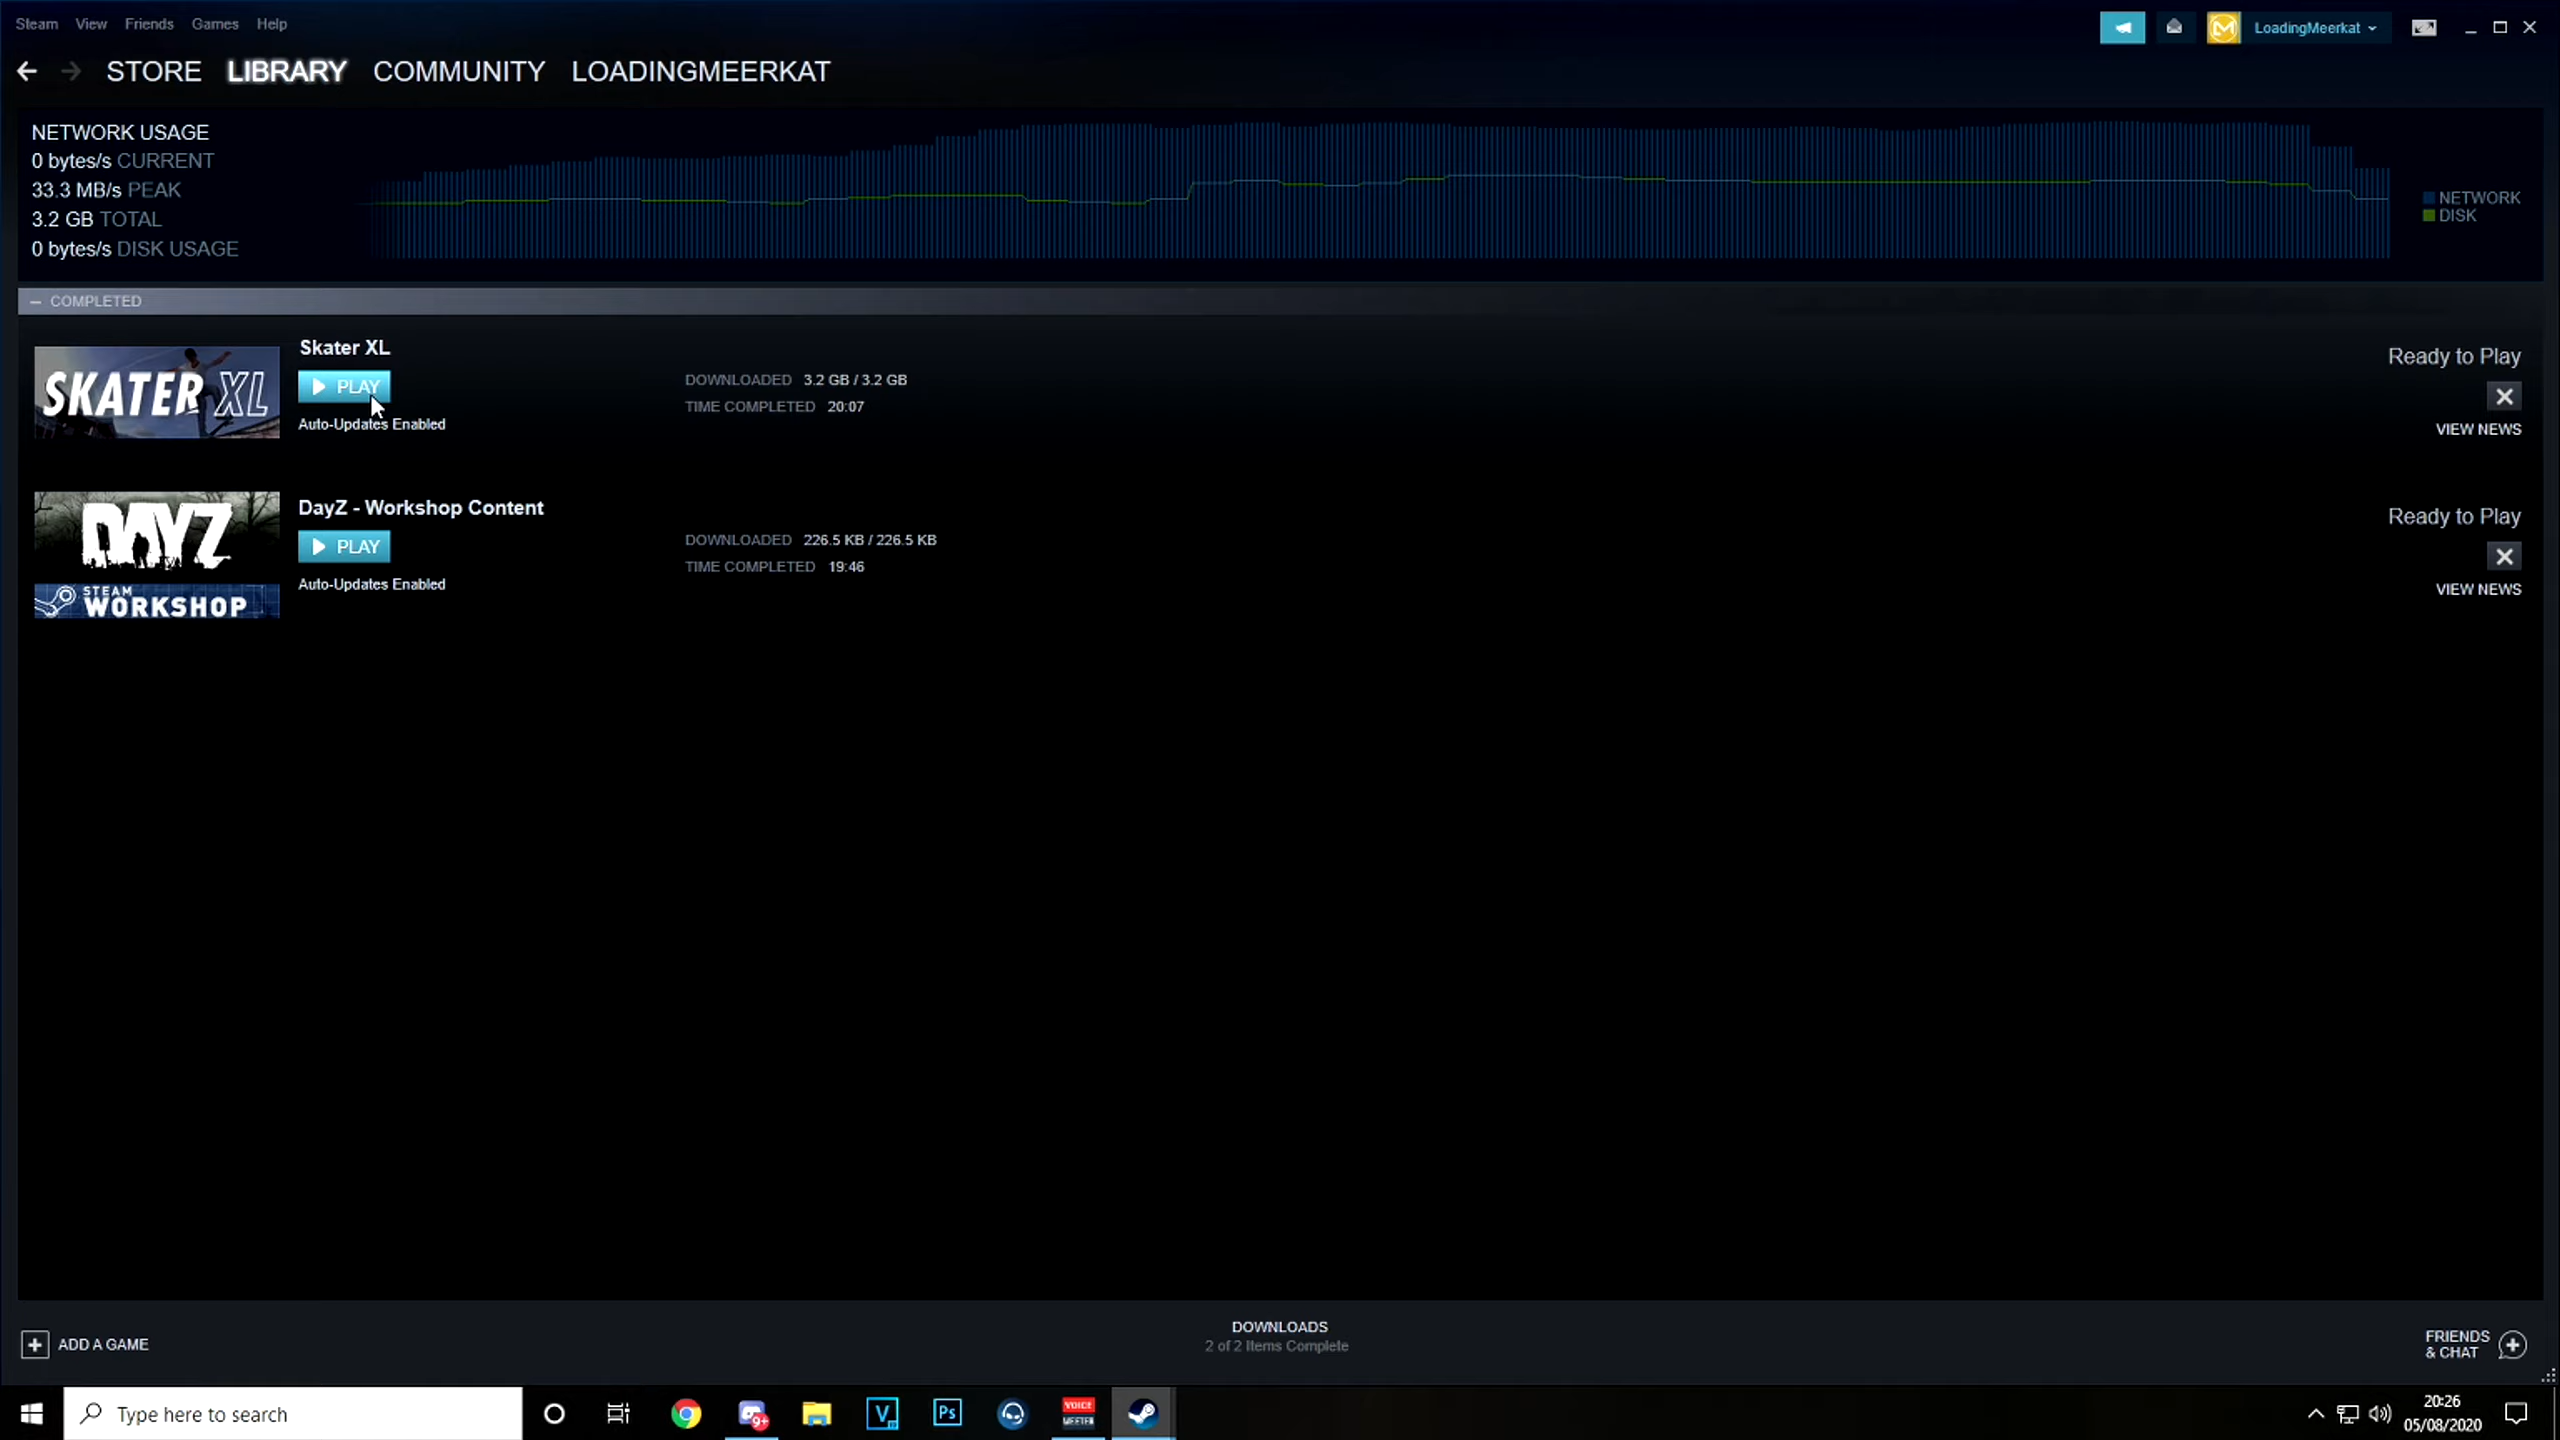 Steam View Friends Games Help
LoadingMeerkat
STORE LIBRARY COMMUNITY LOADINGMEERKAT
NETWORK USAGE
0 bytes/s CURRENT
33.3 MB/s PEAK
3.2 GB TOTAL
0 bytes/s DISK USAGE
NETWORK
DISK
COMPLETED
SKATER XL
Skater XL
PLAY
Auto-Updates Enabled
DOWNLOADED 3.2 GB / 3.2 GB
TIME COMPLETED 20:07
Ready to Play
VIEW NEWS
DAYZ
STEAM
WORKSHOP
DayZ - Workshop Content
PLAY
Auto-Updates Enabled
DOWNLOADED 226.5 KB / 226.5 KB
TIME COMPLETED 19:46
Ready to Play
VIEW NEWS
ADD A GAME
DOWNLOADS
2 of 2 Items Complete
FRIENDS
& CHAT
Type here to search
9+
V
Ps
VOICE
MEETER
20:26
05/08/2020